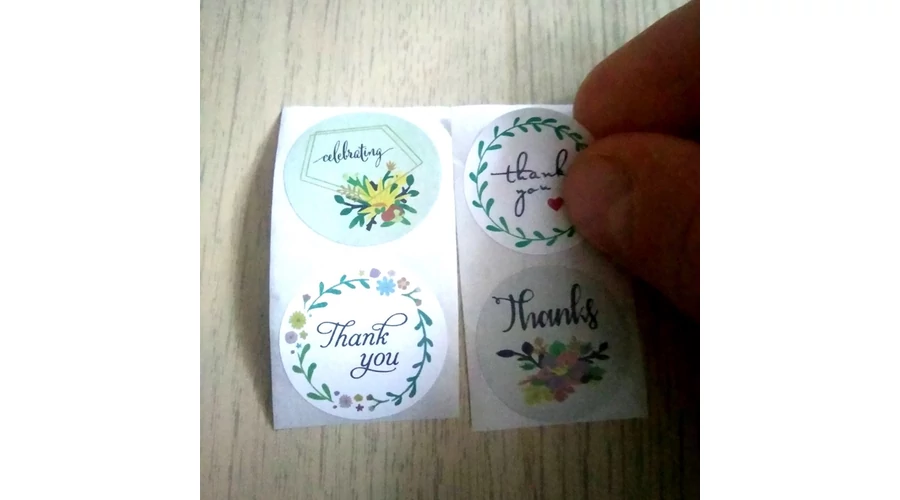 celebrating
thank
you
Thank
you
Thanks